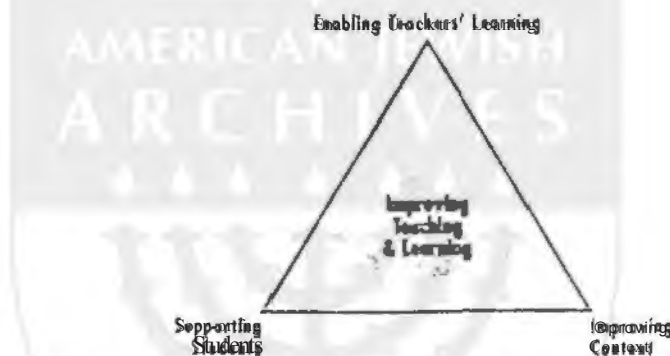 AMERICAN JEWISH
ARCHIVES
Enabling Teachers' Learning
Improving
Teaching
& Learning
Supporting
Students
Improving
Context